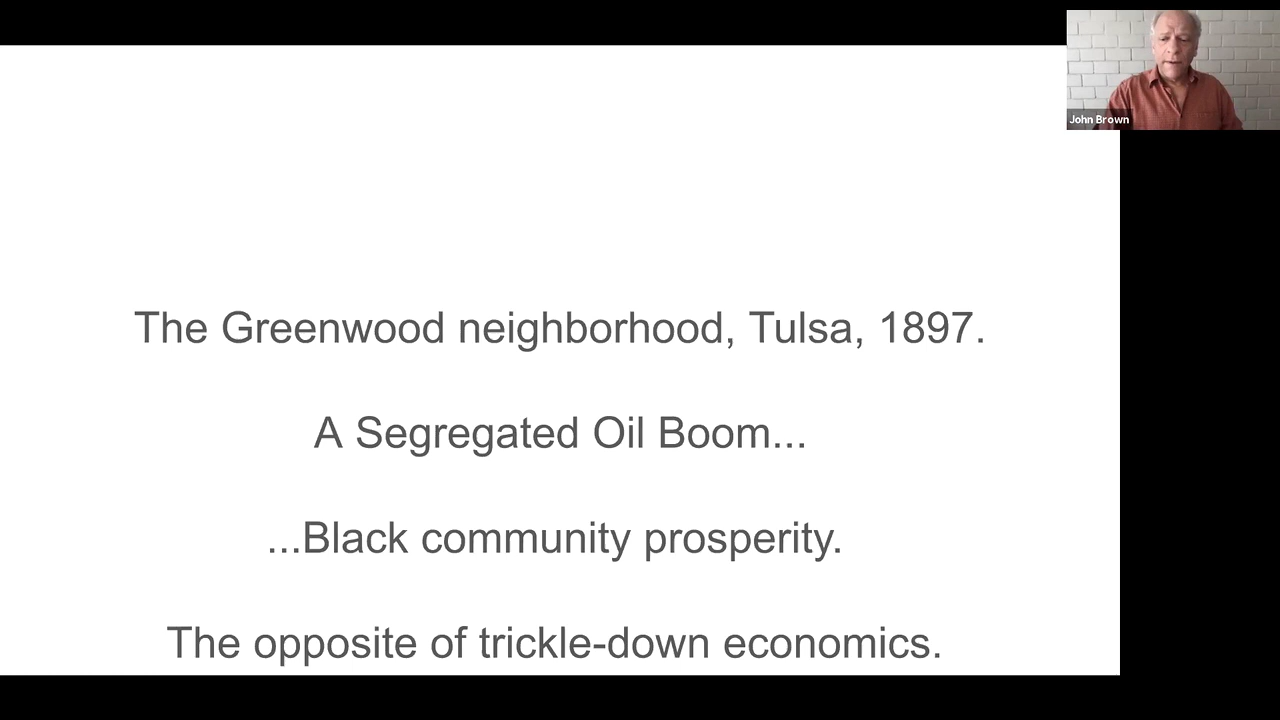 John Brown
The Greenwood neighborhood, Tulsa, 1897.
A Segregated Oil Boom...
...Black community prosperity.
The opposite of trickle-down economics.